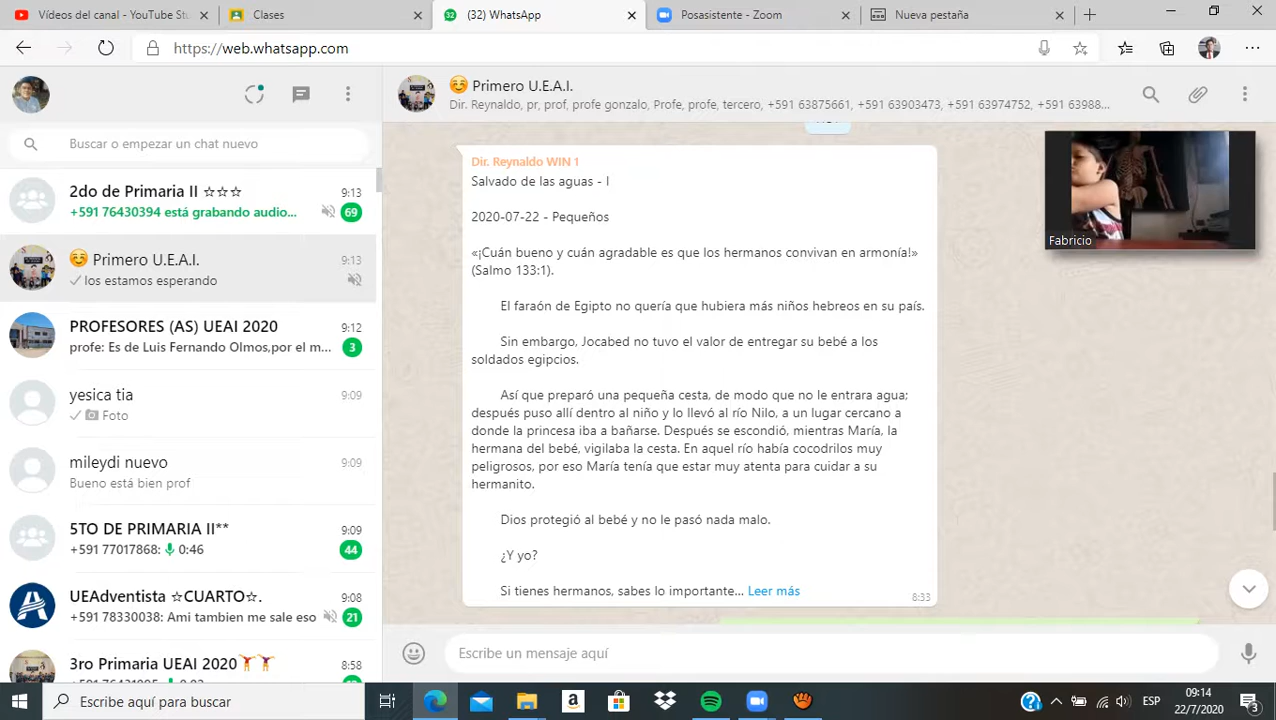 Vídeos del canal - YouTube Stu
Clases
(32) WhatsApp
Posasistente - Zoom
Nueva pestaña
https://web.whatsapp.com
Primero U.E.A.I.
Dir. Reynaldo, pr, prof, profe gonzalo, Profe, profe, tercero, +591 63875661, +591 63903473, +591 63974752, +591 63988...
Buscar o empezar un chat nuevo
2do de Primaria II ☆☆☆
9:13
+591 76430394 está grabando audio...
69
Primero U.E.A.I.
9:13
los estamos esperando
PROFESORES (AS) UEAI 2020
9:12
profe: Es de Luis Fernando Olmos,por el m...
3
yesica tia
9:09
Foto
mileydi nuevo
9:09
Bueno está bien prof
5TO DE PRIMARIA II**
9:09
+591 77017868: 0:46
44
UEAdventista ☆CUARTO☆.
9:08
+591 78330038: Ami tambien me sale eso
21
3ro Primaria UEAI 2020
8:58
Dir. Reynaldo WIN 1
Salvado de las aguas - I
2020-07-22 - Pequeños
«¡Cuán bueno y cuán agradable es que los hermanos convivan en armonía!»
(Salmo 133:1).
El faraón de Egipto no quería que hubiera más niños hebreos en su país.
Sin embargo, Jocabed no tuvo el valor de entregar su bebé a los
soldados egipcios.
Así que preparó una pequeña cesta, de modo que no le entrara agua;
después puso allí dentro al niño y lo llevó al río Nilo, a un lugar cercano a
donde la princesa iba a bañarse. Después se escondió, mientras María, la
hermana del bebé, vigilaba la cesta. En aquel río había cocodrilos muy
peligrosos, por eso María tenía que estar muy atenta para cuidar a su
hermanito.
Dios protegió al bebé y no le pasó nada malo.
¿Y yo?
Si tienes hermanos, sabes lo importante... Leer más
8:33
Fabricio
Escribe un mensaje aquí
Escribe aquí para buscar
ESP
09:14
22/7/2020
3